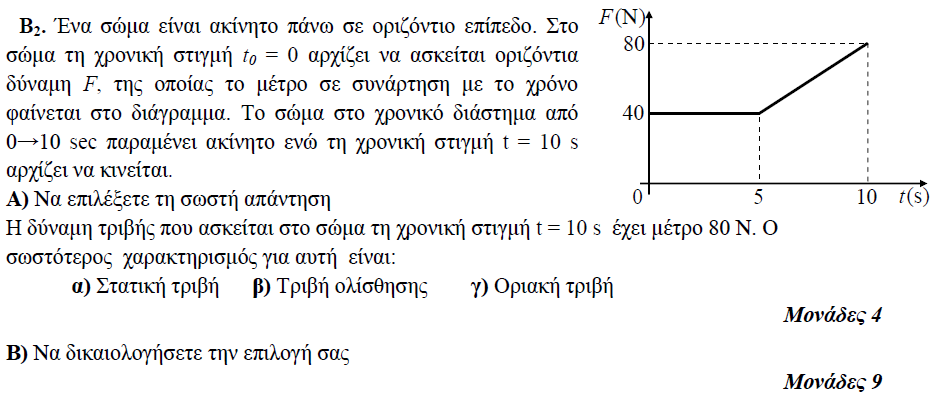 Β₂. Ένα σώμα είναι ακίνητο πάνω σε οριζόντιο επίπεδο. Στο
σώμα τη χρονική στιγμή t₀ = 0 αρχίζει να ασκείται οριζόντια
δύναμη F, της οποίας το μέτρο σε συνάρτηση με το χρόνο
φαίνεται στο διάγραμμα. Το σώμα στο χρονικό διάστημα από
0→10 sec παραμένει ακίνητο ενώ τη χρονική στιγμή t = 10 s
αρχίζει να κινείται.
F(N)
80
40
0
5
10
t(s)
Α) Να επιλέξετε τη σωστή απάντηση
Η δύναμη τριβής που ασκείται στο σώμα τη χρονική στιγμή t = 10 s έχει μέτρο 80 N. Ο
σωστότερος χαρακτηρισμός για αυτή είναι:
α) Στατική τριβή β) Τριβή ολίσθησης γ) Οριακή τριβή
Μονάδες 4
Β) Να δικαιολογήσετε την επιλογή σας
Μονάδες 9